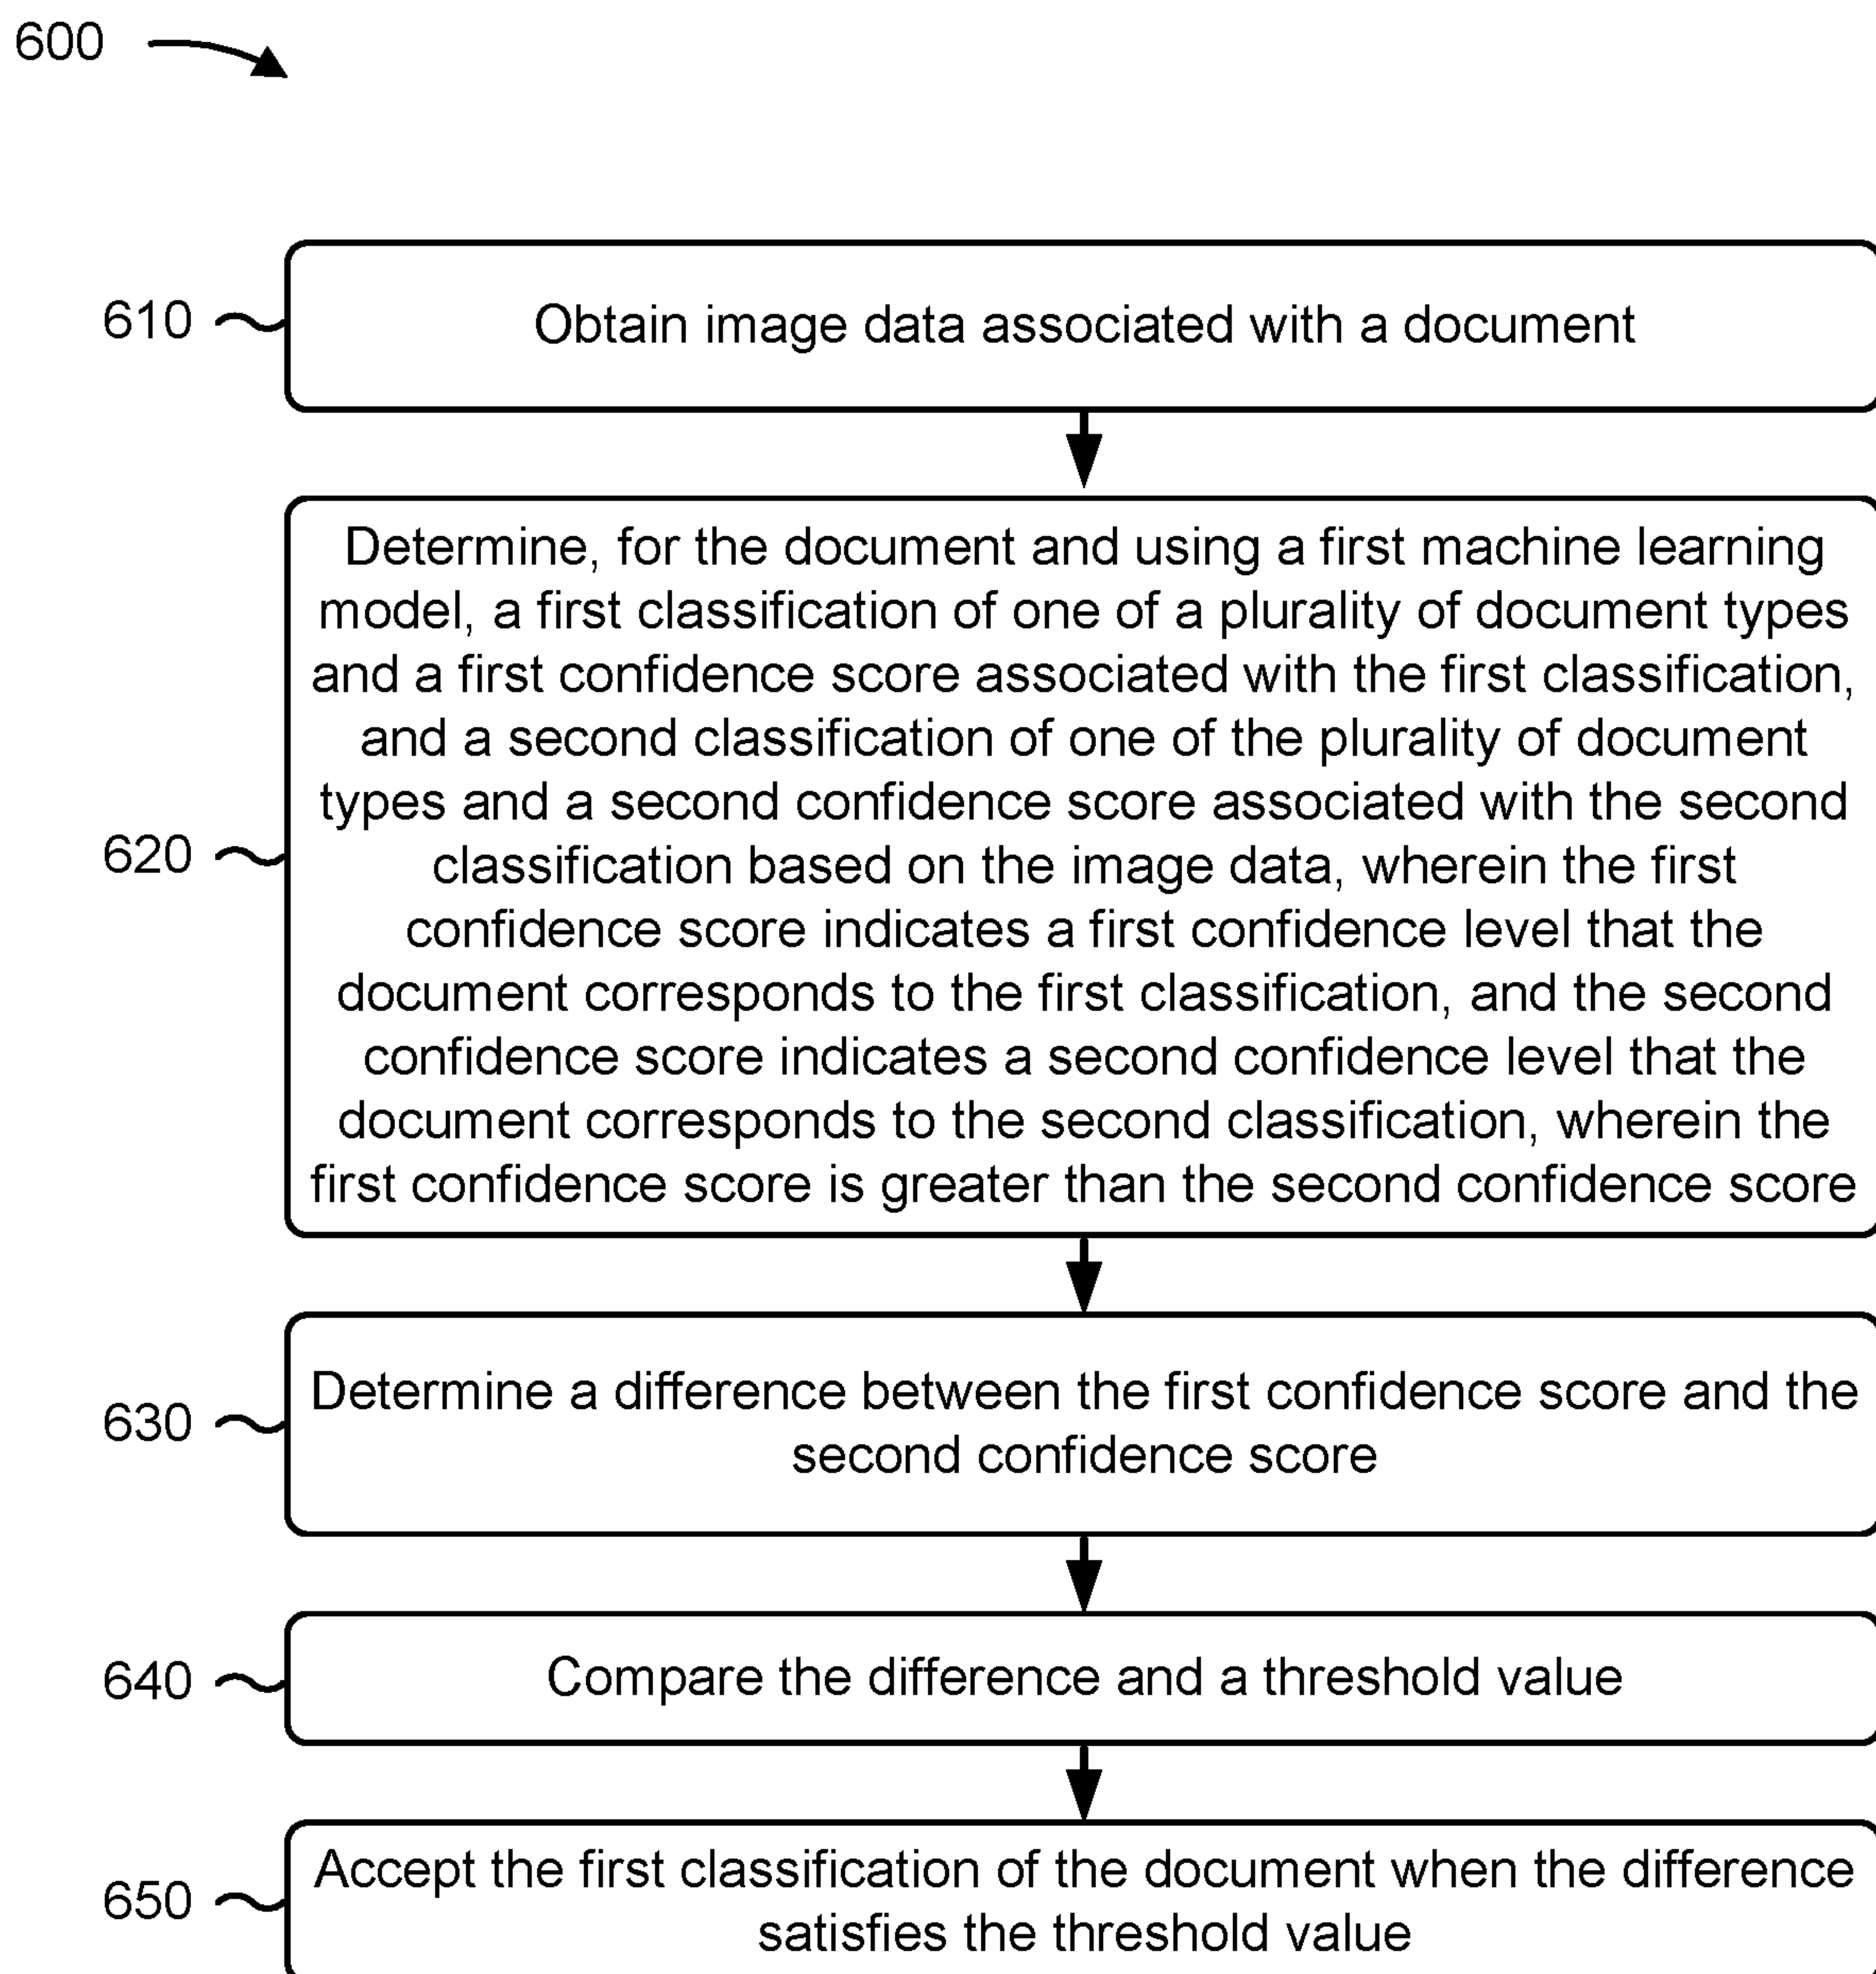 600
610
Obtain image data associated with a document
620
Determine, for the document and using a first machine learning
model, a first classification of one of a plurality of document types
and a first confidence score associated with the first classification,
and a second classification of one of the plurality of document
types and a second confidence score associated with the second
classification based on the image data, wherein the first
confidence score indicates a first confidence level that the
document corresponds to the first classification, and the second
confidence score indicates a second confidence level that the
document corresponds to the second classification, wherein the
first confidence score is greater than the second confidence score
630
Determine a difference between the first confidence score and the
second confidence score
640
Compare the difference and a threshold value
650
Accept the first classification of the document when the difference
satisfies the threshold value